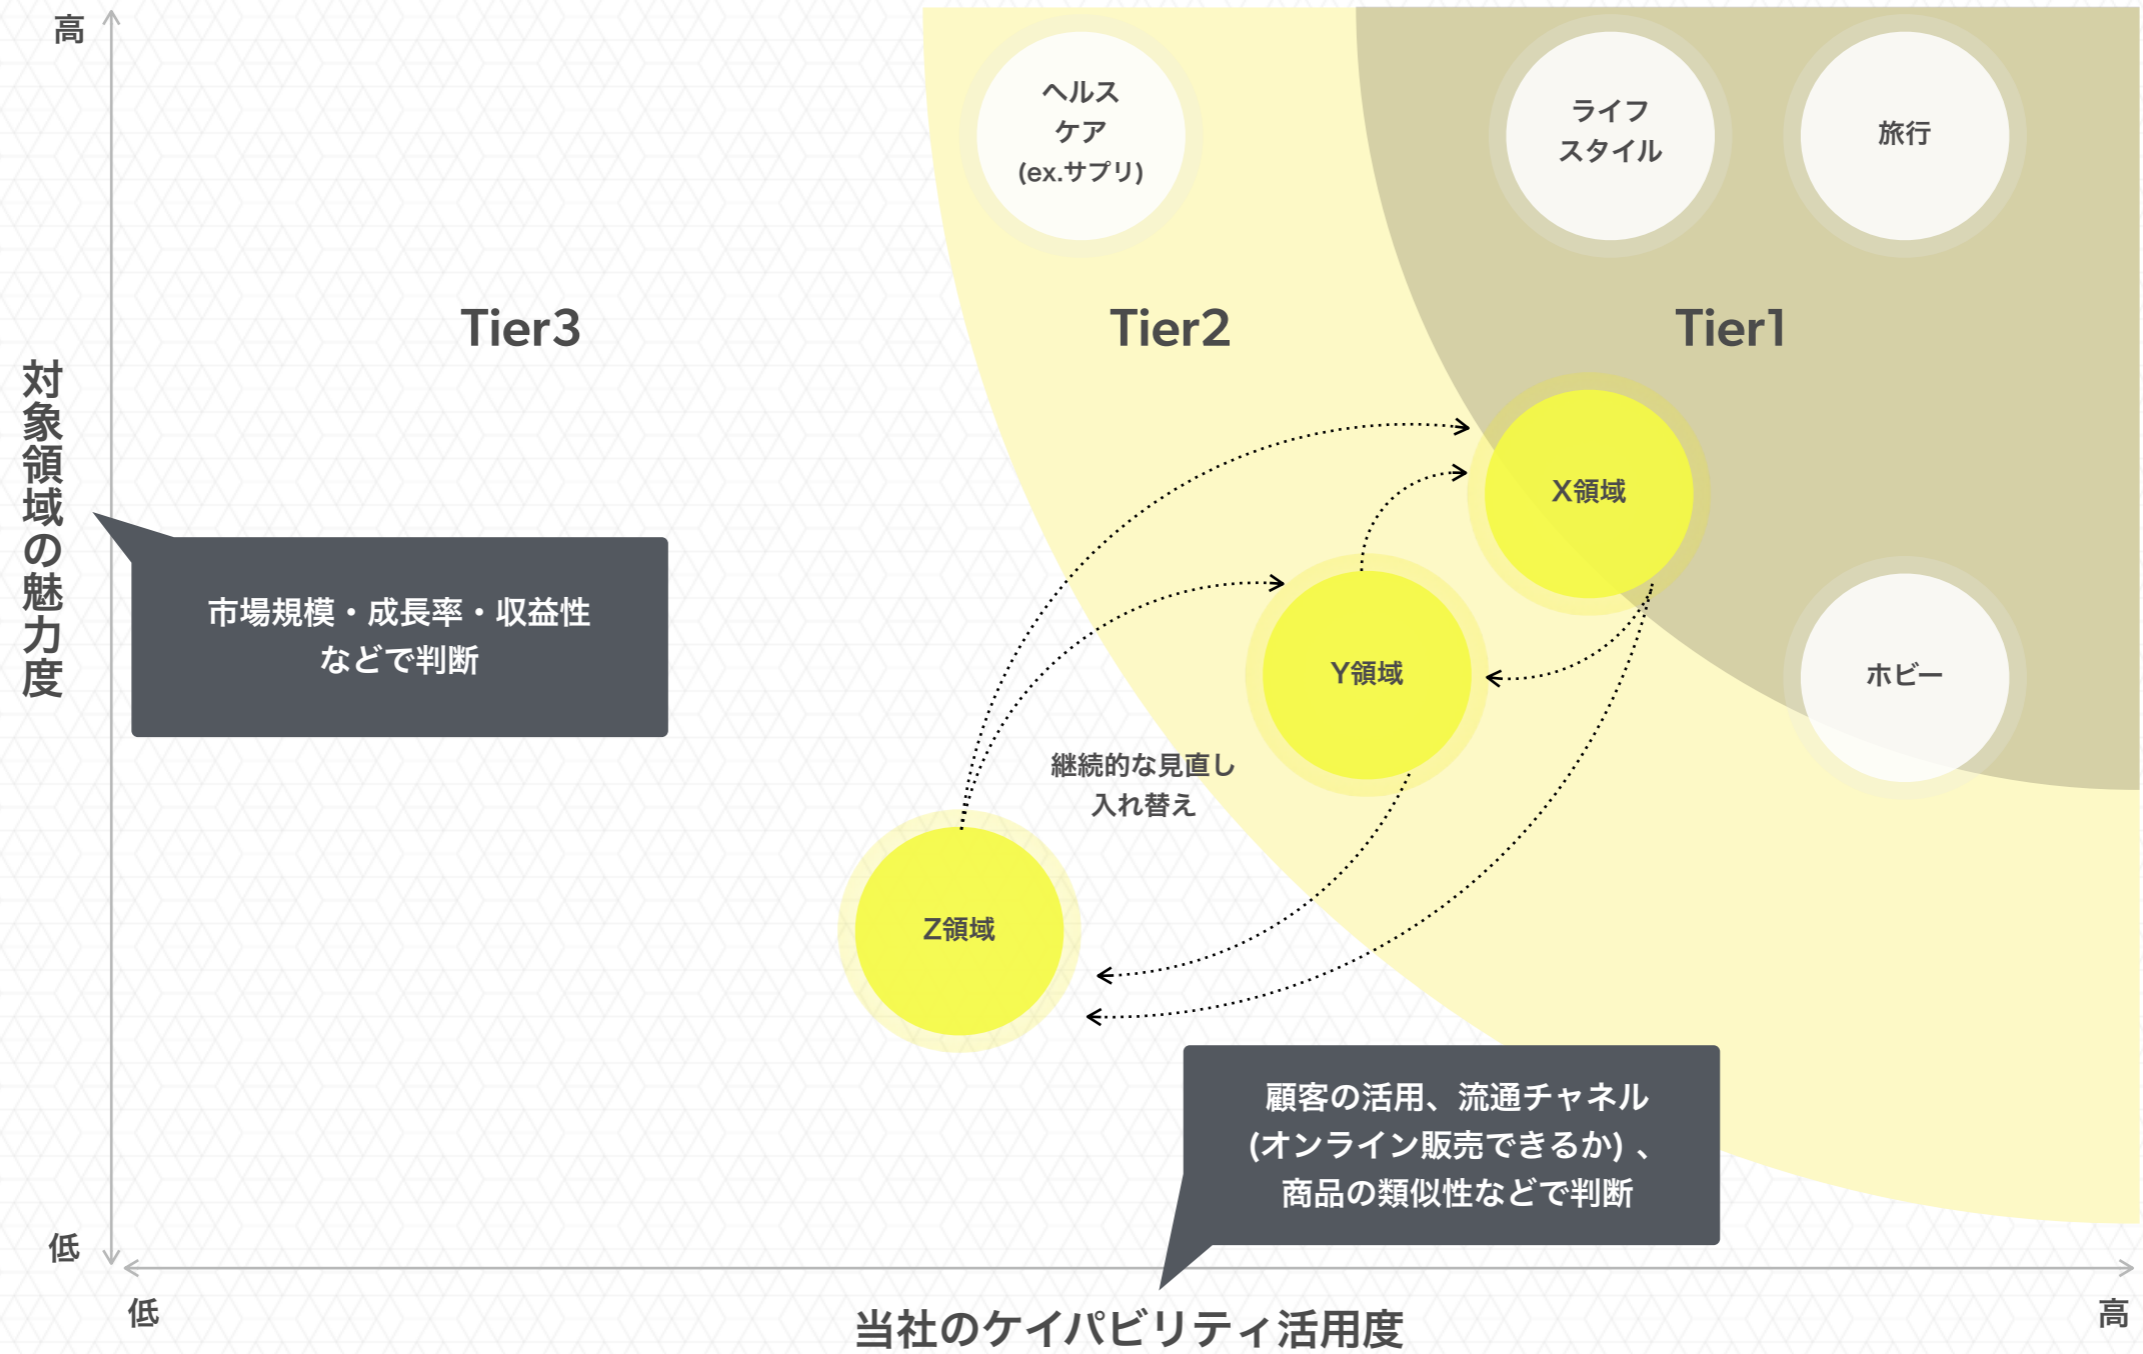 高
対象領域の魅力度
低
ヘルス
ケア
(ex.サプリ)
ライフ
スタイル
旅行
Tier3
Tier2
Tier1
X領域
市場規模・成長率・収益性
などで判断
Y領域
ホビー
継続的な見直し
入れ替え
Z領域
顧客の活用、流通チャネル
(オンライン販売できるか) 、
商品の類似性などで判断
低
当社のケイパビリティ活用度
高